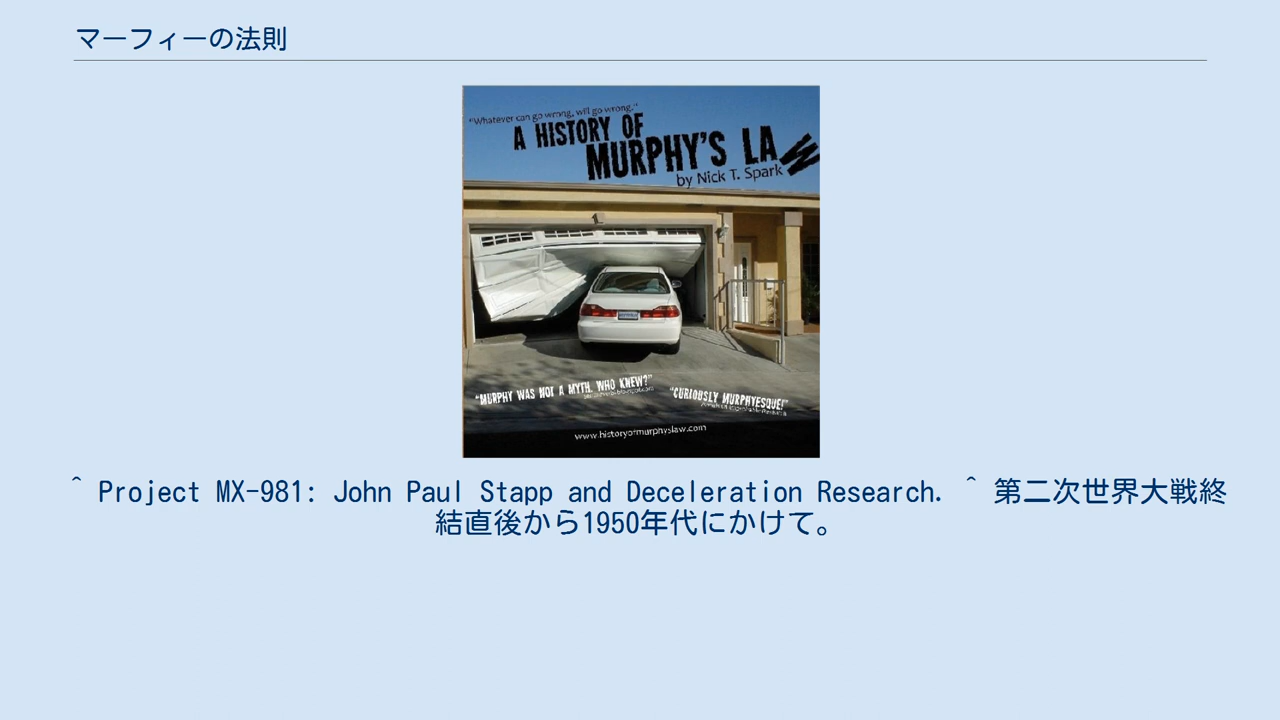 マーフィーの法則
"Whatever can go wrong, will go wrong."
A HISTORY OF
MURPHY'S LAW
by Nick T. Spark
"MURPHY WAS NOT A MYTH. WHO KNEW?"
"CURIOUSLY MURPHYESQUE!"
www.historyofmurphyslaw.com
^ Project MX-981: John Paul Stapp and Deceleration Research. ^ 第二次世界大戦終
結直後から1950年代にかけて。